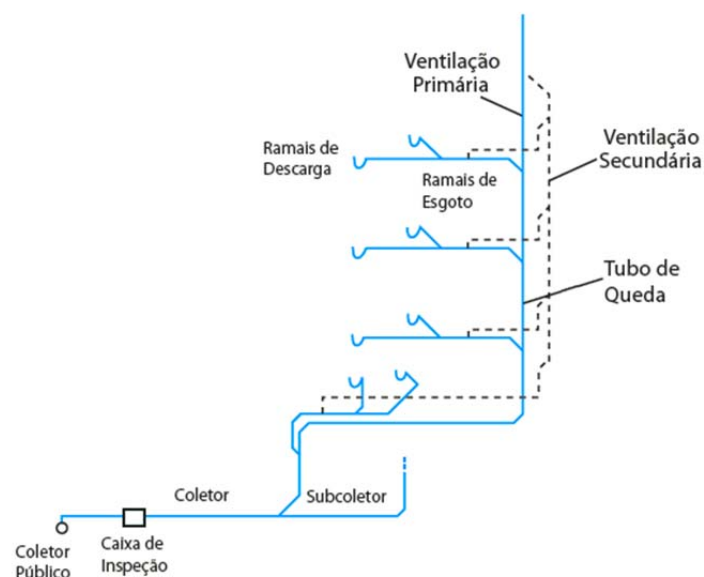 Ventilação
Primária
Ramais de
Descarga
Ventilação
Secundária
Ramais de
Esgoto
Tubo de
Queda
Coletor
Subcoletor
Coletor
Público
Caixa de
Inspeção